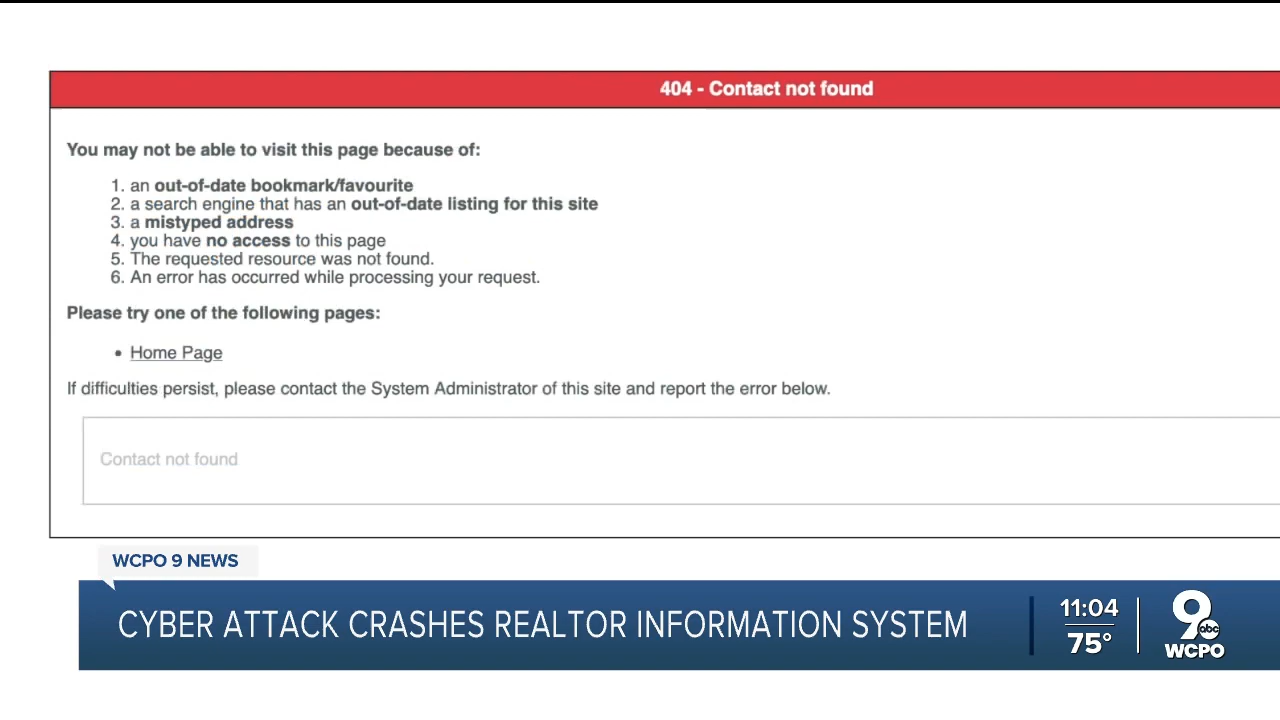 404 - Contact not found
You may not be able to visit this page because of:
1. an out-of-date bookmark/favourite
2. a search engine that has an out-of-date listing for this site
3. a mistyped address
4. you have no access to this page
5. The requested resource was not found.
6. An error has occurred while processing your request.
Please try one of the following pages:
• Home Page
If difficulties persist, please contact the System Administrator of this site and report the error below.
Contact not found
WCPO 9 NEWS
CYBER ATTACK CRASHES REALTOR INFORMATION SYSTEM
11:04
75°
9
abc
WCPO